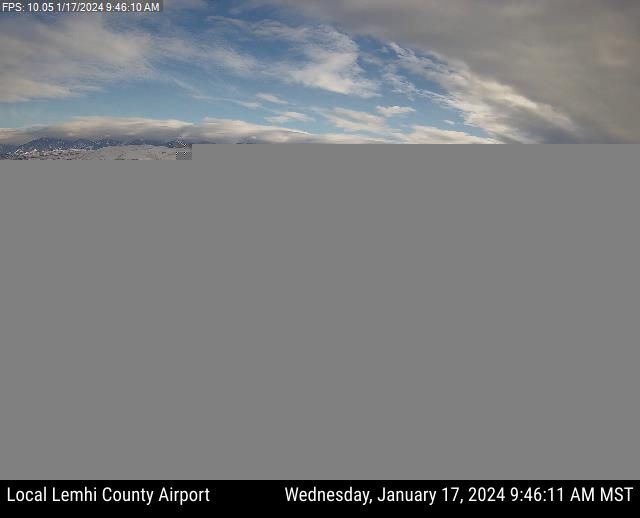 FPS: 10.05 1/17/2024 9:46:10 AM
Local Lemhi County Airport
Wednesday, January 17, 2024 9:46:11 AM MST